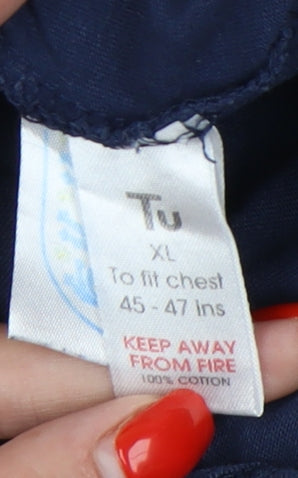 Tu
XL
To fit chest
45 - 47 Ins
KEEP AWAY
FROM FIRE
100% COTTON